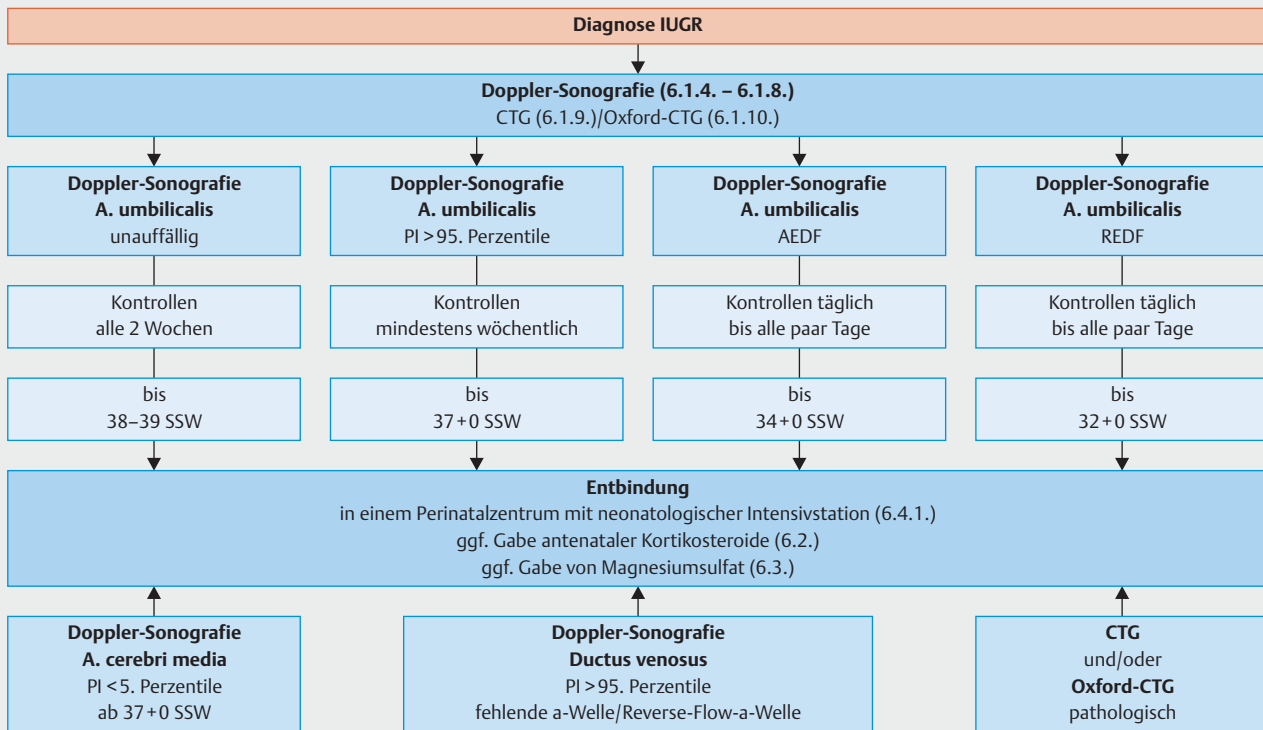 Diagnose IUGR
Doppler-Sonografie (6.1.4. – 6.1.8.)
CTG (6.1.9.)/Oxford-CTG (6.1.10.)
Doppler-Sonografie
A. umbilicalis
unauffällig
Doppler-Sonografie
A. umbilicalis
PI > 95. Perzentile
Doppler-Sonografie
A. umbilicalis
AEDF
Doppler-Sonografie
A. umbilicalis
REDF
Kontrollen
alle 2 Wochen
Kontrollen
mindestens wöchentlich
Kontrollen täglich
bis alle paar Tage
Kontrollen täglich
bis alle paar Tage
bis
38–39 SSW
bis
37+0 SSW
bis
34+0 SSW
bis
32+0 SSW
Entbindung
in einem Perinatalzentrum mit neonatologischer Intensivstation (6.4.1.)
ggf. Gabe antenataler Kortikosteroide (6.2.)
ggf. Gabe von Magnesiumsulfat (6.3.)
Doppler-Sonografie
A. cerebri media
PI < 5. Perzentile
ab 37+0 SSW
Doppler-Sonografie
Ductus venosus
PI > 95. Perzentile
fehlende a-Welle/Reverse-Flow-a-Welle
CTG
und/oder
Oxford-CTG
pathologisch